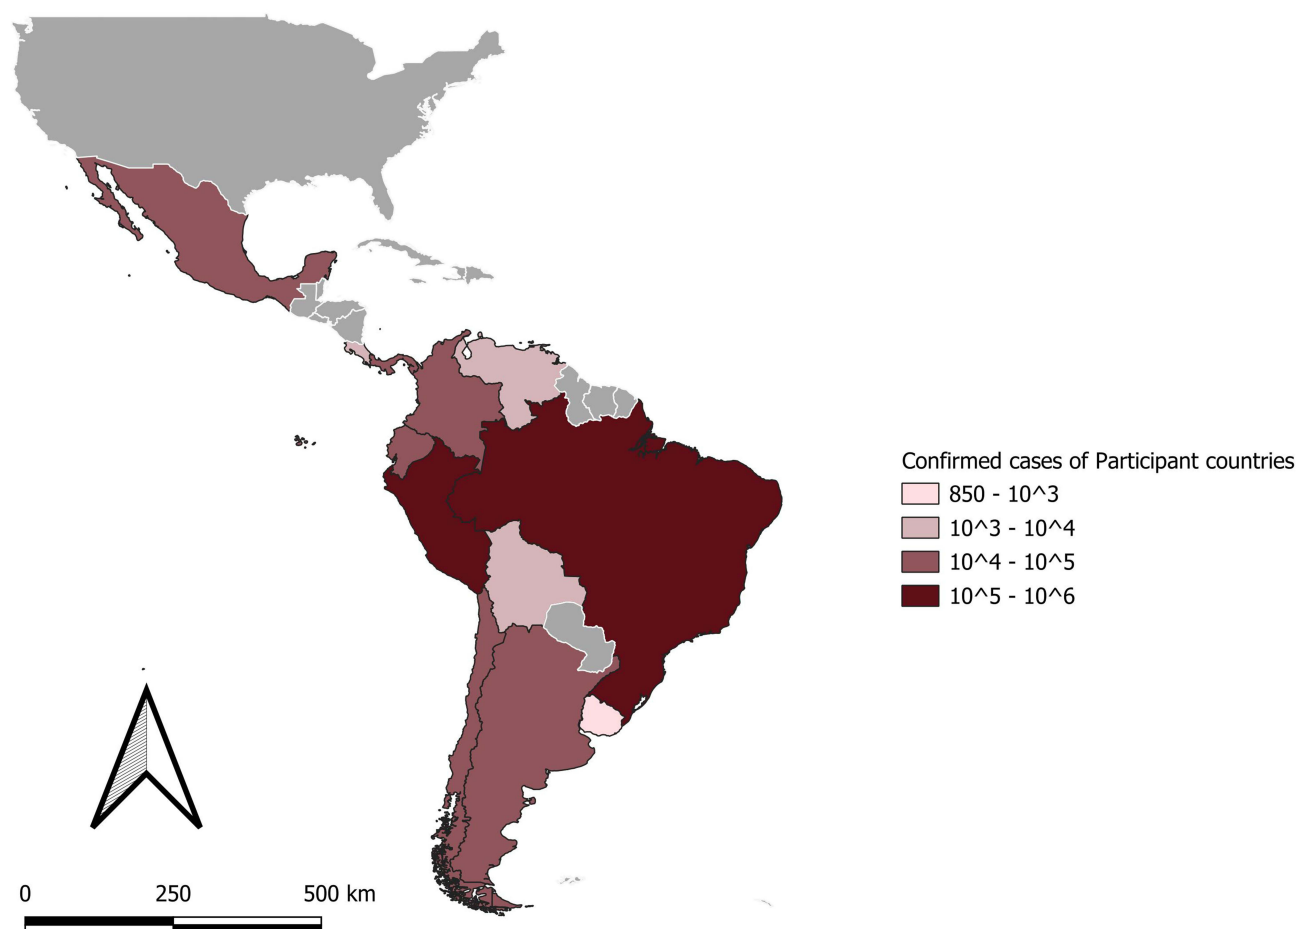 Confirmed cases of Participant countries
850 - 10^3
10^3 - 10^4
10^4 - 10^5
10^5 - 10^6
0 250 500 km